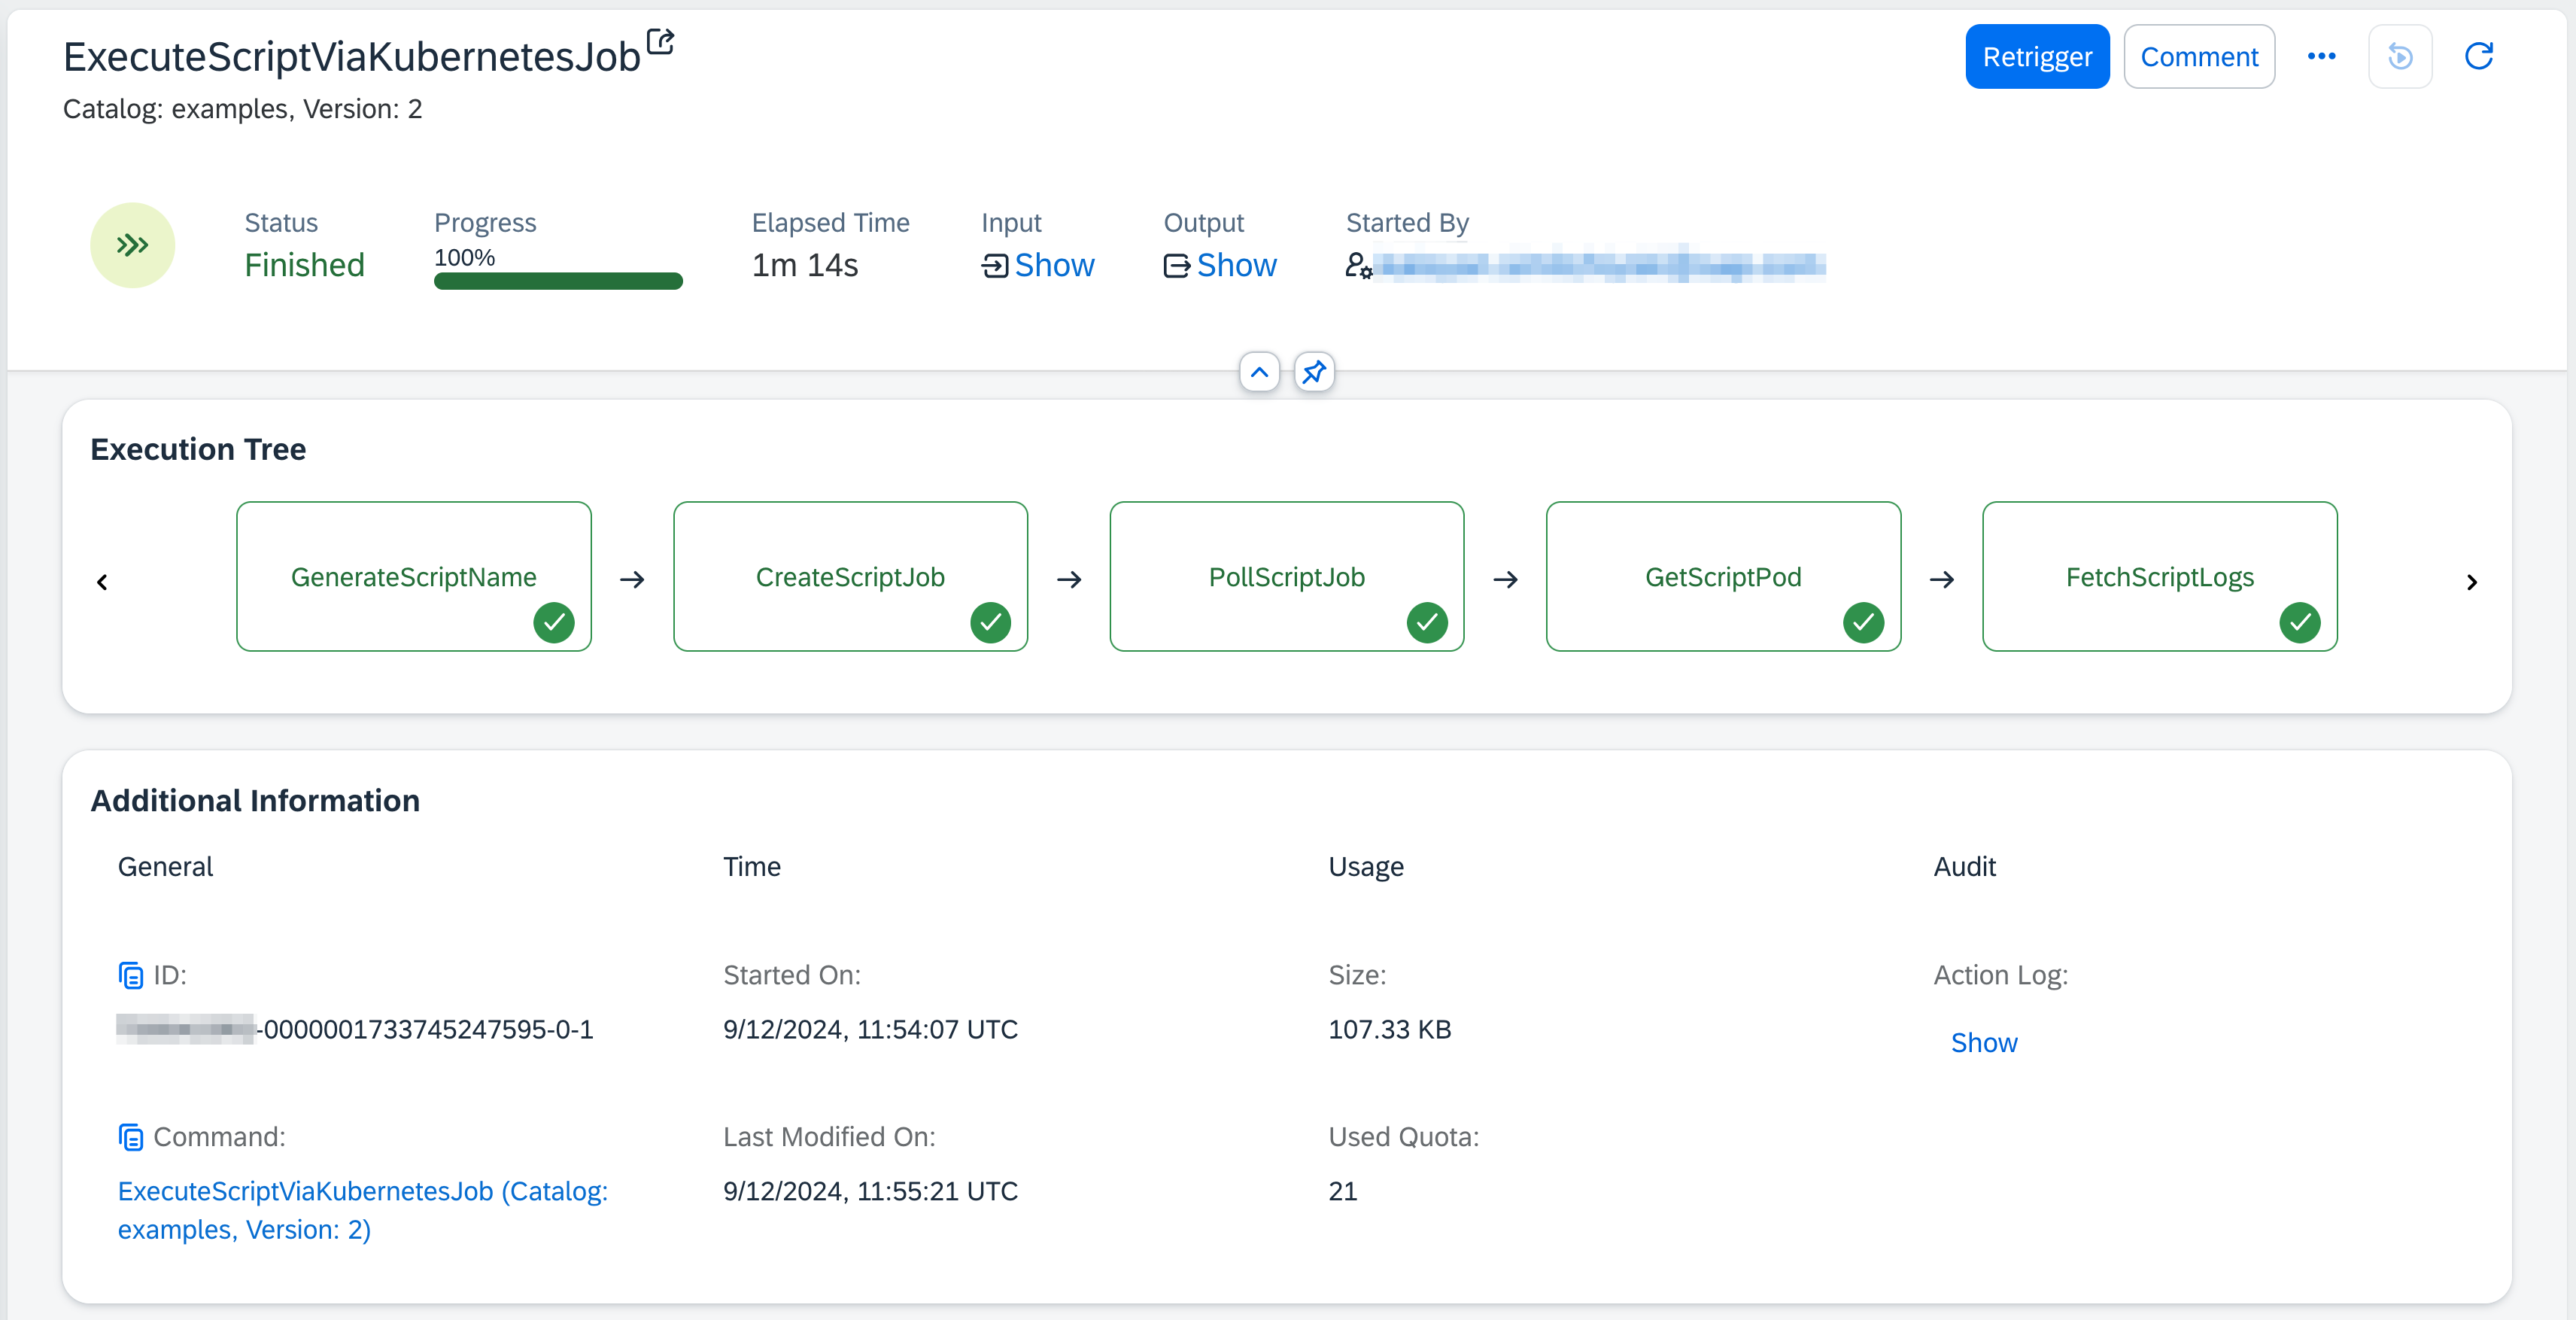 ExecuteScriptViaKubernetesJob
Catalog: examples, Version: 2
Retrigger
Comment
Status
Finished
Progress
100%
Elapsed Time
1m 14s
Input
Show
Output
Show
Started By
Execution Tree
GenerateScriptName
CreateScriptJob
PollScriptJob
GetScriptPod
FetchScriptLogs
Additional Information
General
Time
Usage
Audit
ID:
-0000001733745247595-0-1
Started On:
9/12/2024, 11:54:07 UTC
Size:
107.33 KB
Action Log:
Show
Command:
ExecuteScriptViaKubernetesJob (Catalog:
examples, Version: 2)
Last Modified On:
9/12/2024, 11:55:21 UTC
Used Quota:
21